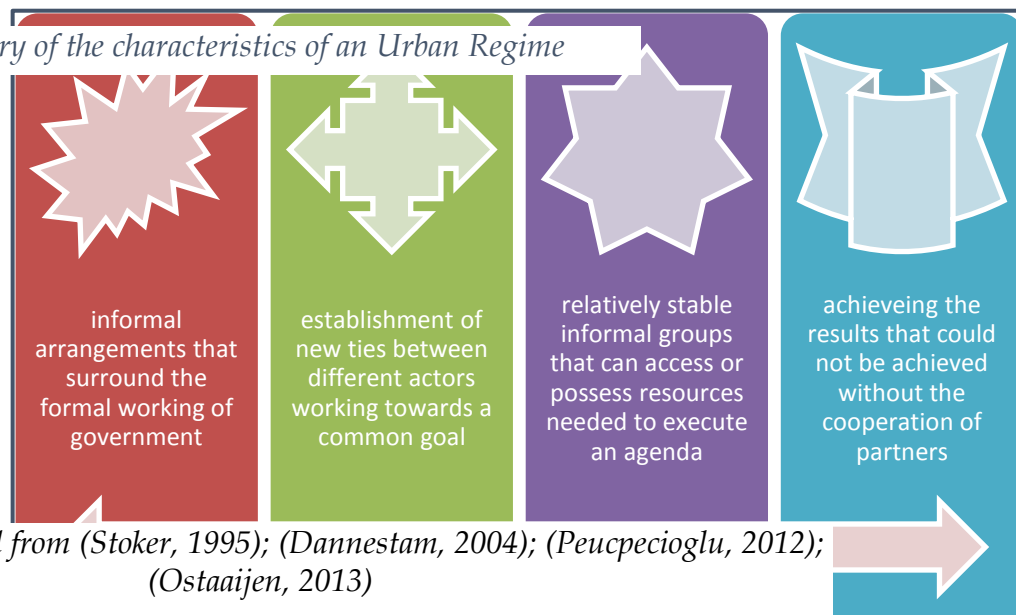 ry of the characteristics of an Urban Regime
informal
arrangements that
surround the
formal working of
government
establishment of
new ties between
different actors
working towards a
common goal
relatively stable
informal groups
that can access or
possess resources
needed to execute
an agenda
achieveing the
results that could
not be achieved
without the
cooperation of
partners
from (Stoker, 1995); (Dannestam, 2004); (Peucpecioglu, 2012);
(Ostaaijen, 2013)